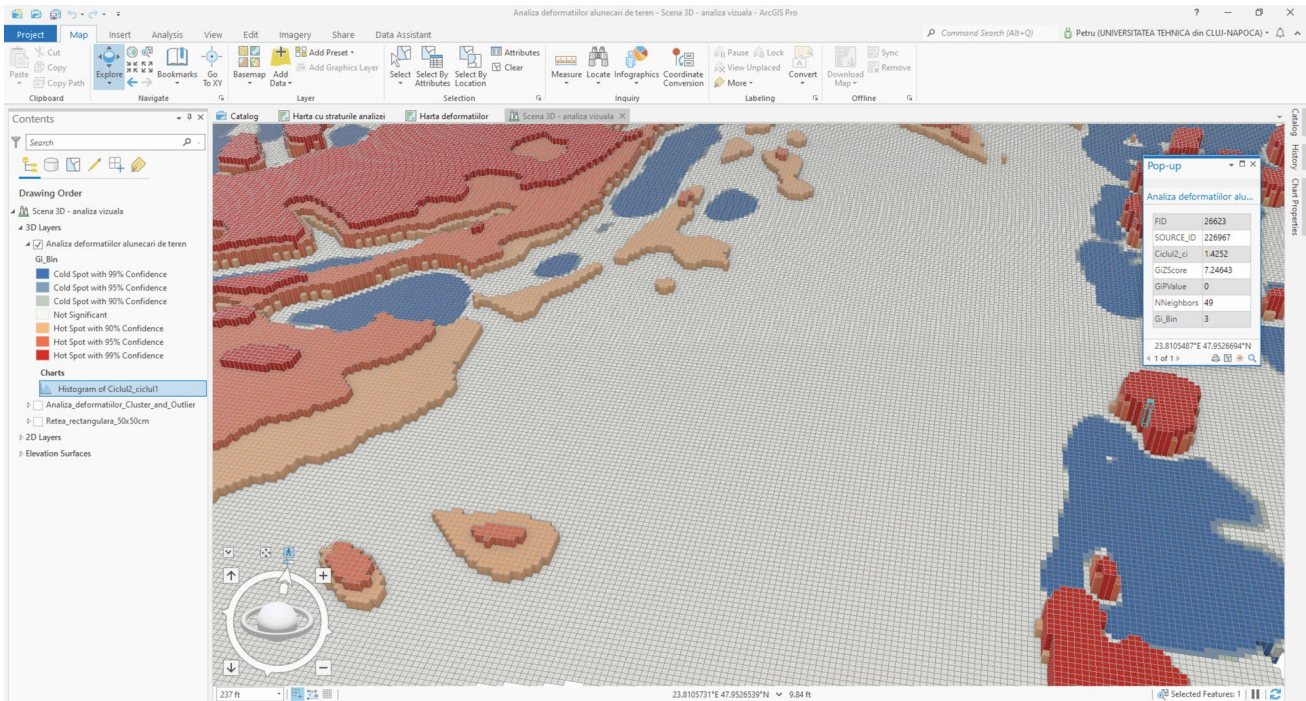 Analiza deformatiilor alunecari de teren - Scena 3D - analiza vizuala - ArcGIS Pro
Project Map Insert Analysis View Edit Imagery Share Data Assistant
Command Search (Alt+Q)
Petru (UNIVERSITATEA TEHNICA din CLUJ-NAPOCA)
Paste
Cut
Copy
Copy Path
Clipboard
Explore
Bookmarks
Go To XY
Navigate
Basemap
Add Data
Add Preset
Add Graphics Layer
Layer
Select
Select By Attributes
Select By Location
Attributes
Clear
Selection
Measure
Locate
Infographics
Coordinate Conversion
Inquiry
Pause
Lock
View Unplaced
More
Convert
Labeling
Download Map
Sync
Remove
Offline
Contents
Search
Drawing Order
Scena 3D - analiza vizuala
3D Layers
Analiza deformatiilor alunecari de teren
Gi_Bin
Cold Spot with 99% Confidence
Cold Spot with 95% Confidence
Cold Spot with 90% Confidence
Not Significant
Hot Spot with 90% Confidence
Hot Spot with 95% Confidence
Hot Spot with 99% Confidence
Charts
Histogram of Ciclul2_ciclul1
Analiza_deformatiilor_Cluster_and_Outlier
Retea_rectangulara_50x50cm
2D Layers
Elevation Surfaces
Catalog
Harta cu straturile analizei
Harta deformatiilor
Scena 3D - analiza vizuala
Pop-up
Analiza deformatiilor alu...
FID 26623
SOURCE_ID 226967
Ciclul2_ci 1.4252
GiZScore 7.24643
GiPValue 0
NNeighbors 49
Gi_Bin 3
23.8105487°E 47.9526694°N
1 of 1
Catalog
History
Chart Properties
237 ft
23.8105731°E 47.9526539°N
9.84 ft
Selected Features: 1